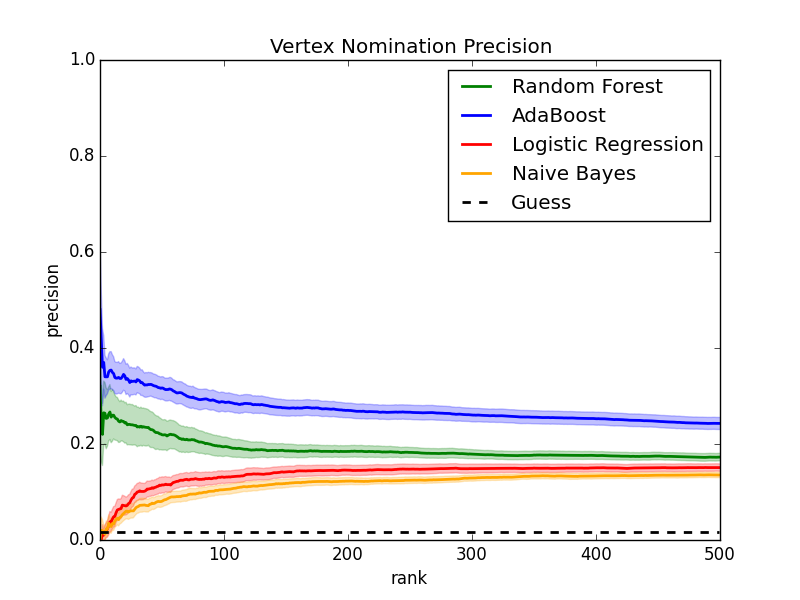 Vertex Nomination Precision
1.0
0.8
0.6
0.4
0.2
0.0
precision
Random Forest
AdaBoost
Logistic Regression
Naive Bayes
Guess
0 100 200 300 400 500
rank